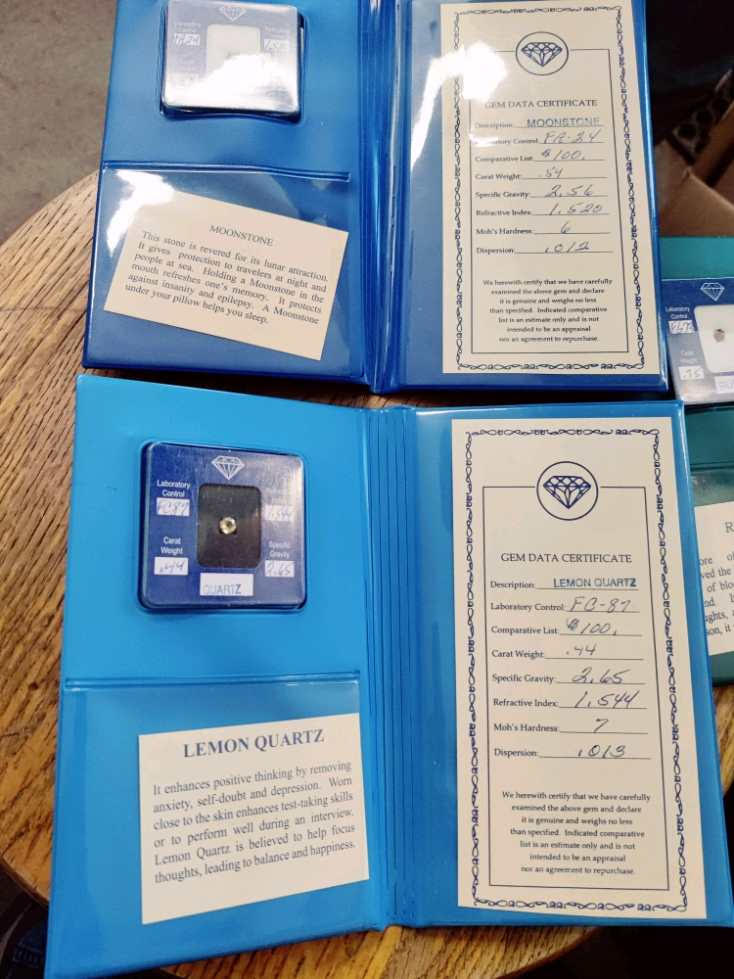 MOONSTONE
This stone is revered for its lunar attraction.
It gives protection to travelers at night and
people at sea. Holding a Moonstone in the
mouth refreshes one's memory. It protects
against insanity and epilepsy. A Moonstone
under your pillow helps you sleep.
GEM DATA CERTIFICATE
Description: MOONSTONE
Laboratory Control: FA-24
Comparative List: $100.
Carat Weight: .54
Specific Gravity: 2.56
Refractive Index: 1.520
Moh's Hardness: 6
Dispersion: .012
We herewith certify that we have carefully
examined the above gem and declare
it is genuine and weighs no less
than specified. Indicated comparative
list is an estimate only and is not
intended to be an appraisal
nor an agreement to repurchase.
Laboratory
Control
Carat
Weight
.75
Laboratory
Control
Carat
Weight
.44
Specific
Gravity
2.65
QUARTZ
LEMON QUARTZ
It enhances positive thinking by removing
anxiety, self-doubt and depression. Worn
close to the skin enhances test-taking skills
or to perform well during an interview.
Lemon Quartz is believed to help focus
thoughts, leading to balance and happiness.
GEM DATA CERTIFICATE
Description: LEMON QUARTZ
Laboratory Control: FC-87
Comparative List: $100.
Carat Weight: .44
Specific Gravity: 2.65
Refractive Index: 1.544
Moh's Hardness: 7
Dispersion: .013
We herewith certify that we have carefully
examined the above gem and declare
it is genuine and weighs no less
than specified. Indicated comparative
list is an estimate only and is not
intended to be an appraisal
nor an agreement to repurchase.